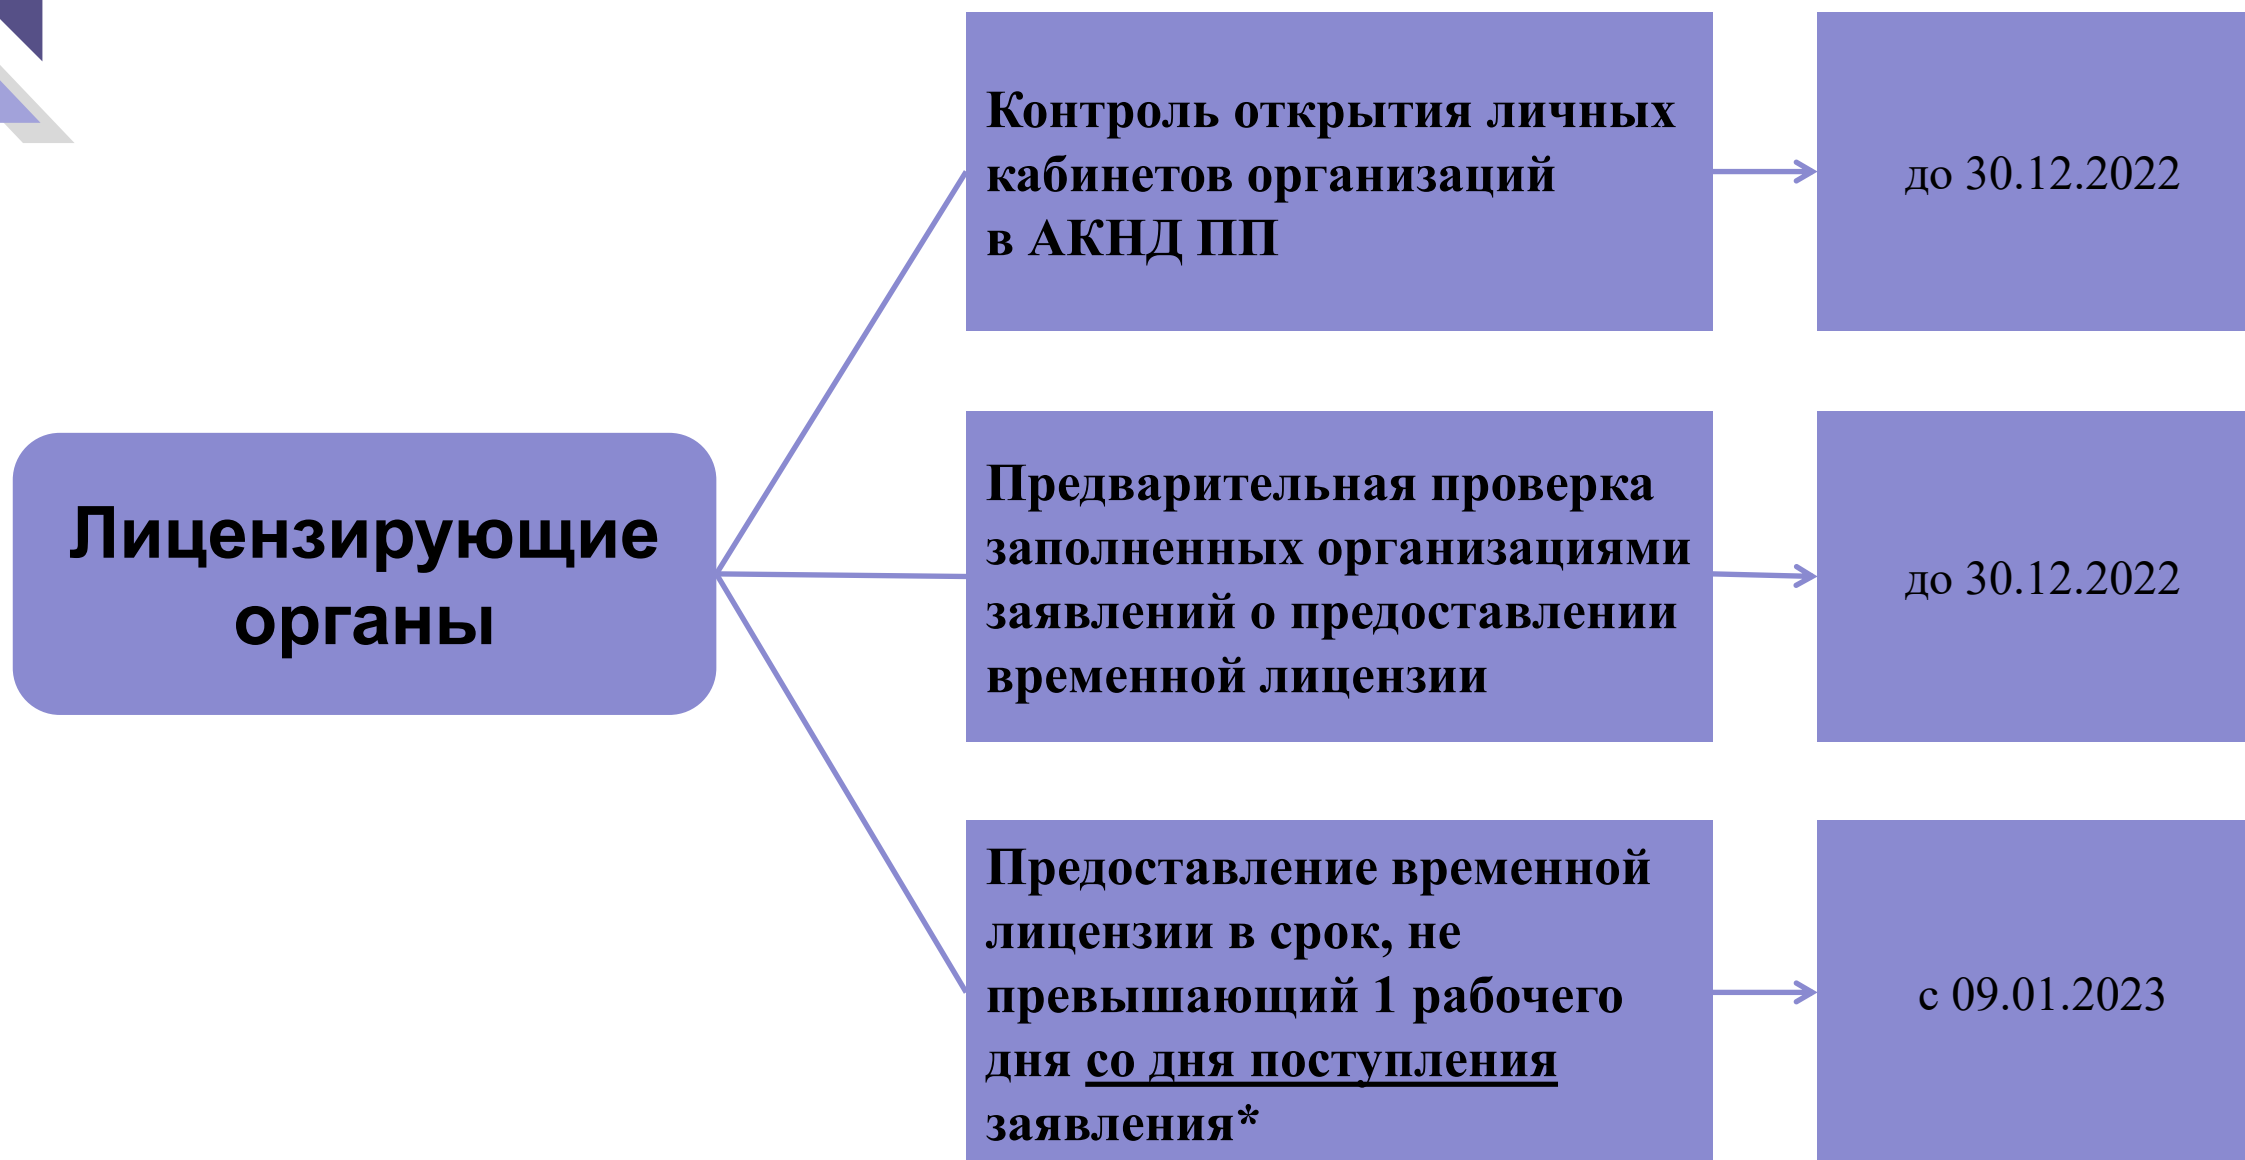 Лицензирующие
органы
Контроль открытия личных
кабинетов организаций
в АКНД ПП
до 30.12.2022
Предварительная проверка
заполненных организациями
заявлений о предоставлении
временной лицензии
до 30.12.2022
Предоставление временной
лицензии в срок, не
превышающий 1 рабочего
дня со дня поступления
заявления*
с 09.01.2023